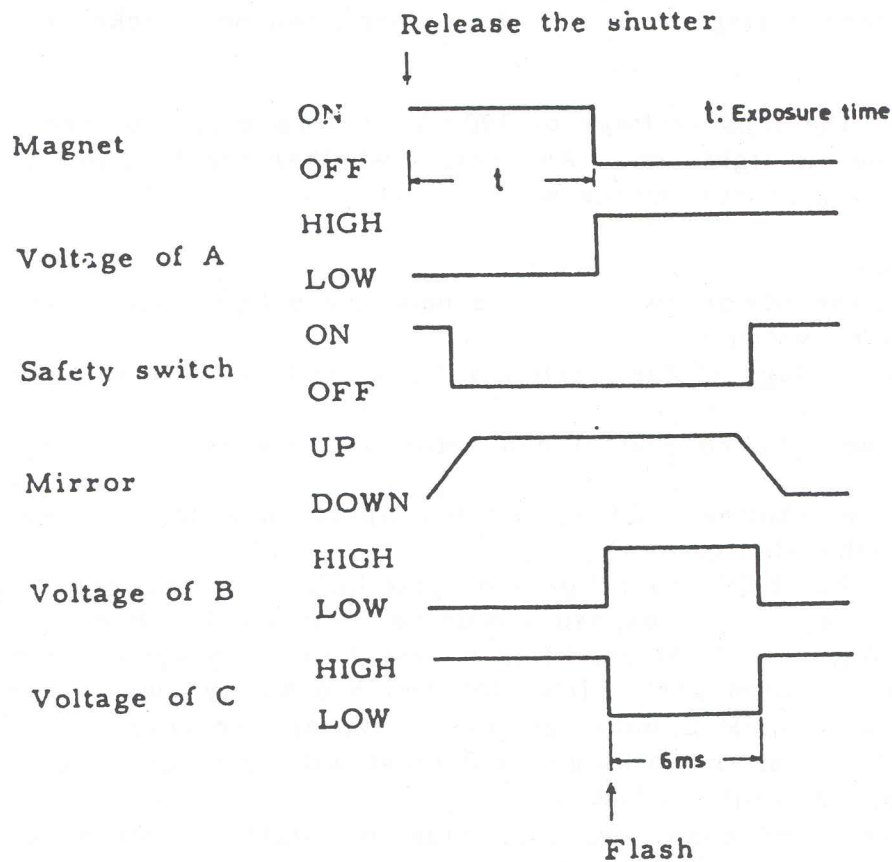 Release the shutter
ON
t: Exposure time
Magnet
OFF
t
HIGH
Voltage of A
LOW
ON
Safety switch
OFF
UP
Mirror
DOWN
HIGH
Voltage of B
LOW
HIGH
Voltage of C
LOW
6ms
Flash